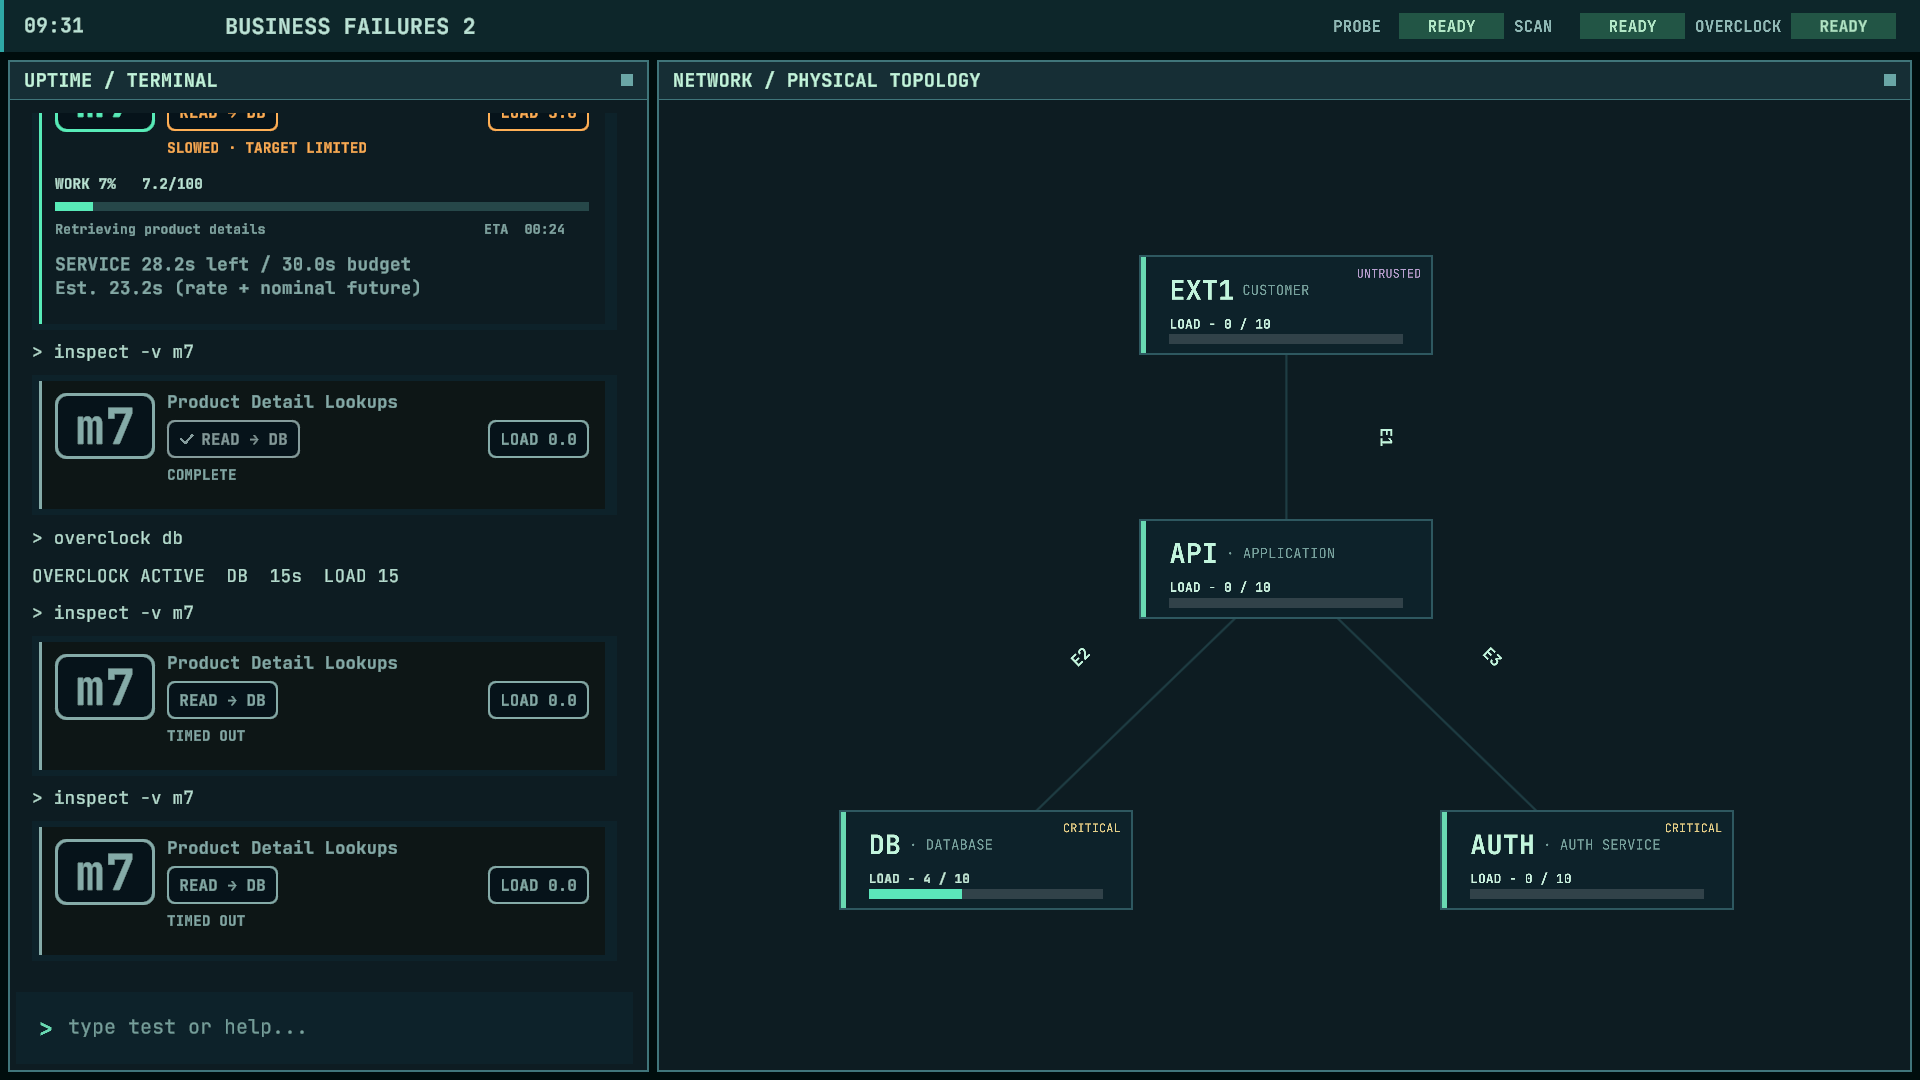 09:31
BUSINESS FAILURES 2
PROBE READY SCAN READY OVERCLOCK READY
UPTIME / TERMINAL
SLOWED · TARGET LIMITED
WORK 7% 7.2/100
Retrieving product details ETA 00:24
SERVICE 28.2s left / 30.0s budget
Est. 23.2s (rate + nominal future)
> inspect -v m7
m7
Product Detail Lookups
✓ READ → DB LOAD 0.0
COMPLETE
> overclock db
OVERCLOCK ACTIVE DB 15s LOAD 15
> inspect -v m7
m7
Product Detail Lookups
READ → DB LOAD 0.0
TIMED OUT
> inspect -v m7
m7
Product Detail Lookups
READ → DB LOAD 0.0
TIMED OUT
> type test or help...
NETWORK / PHYSICAL TOPOLOGY
UNTRUSTED
EXT1 CUSTOMER
LOAD - 0 / 10
E1
API · APPLICATION
LOAD - 0 / 10
E2
E3
CRITICAL
DB · DATABASE
LOAD - 4 / 10
CRITICAL
AUTH · AUTH SERVICE
LOAD - 0 / 10